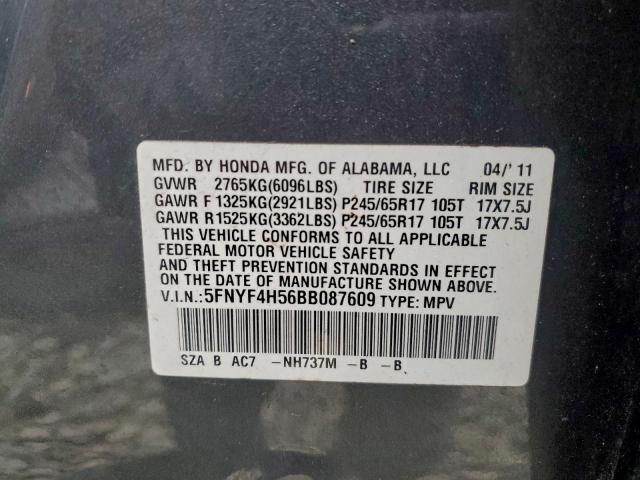 MFD. BY HONDA MFG. OF ALABAMA, LLC 04/'11
GVWR 2765KG(6096LBS) TIRE SIZE RIM SIZE
GAWR F 1325KG(2921LBS) P245/65R17 105T 17X7.5J
GAWR R 1525KG(3362LBS) P245/65R17 105T 17X7.5J
THIS VEHICLE CONFORMS TO ALL APPLICABLE
FEDERAL MOTOR VEHICLE SAFETY
AND THEFT PREVENTION STANDARDS IN EFFECT
ON THE DATE OF MANUFACTURE SHOWN ABOVE.
V.I.N.:5FNYF4H56BB087609 TYPE: MPV
SZA B AC7 -NH737M -B -B